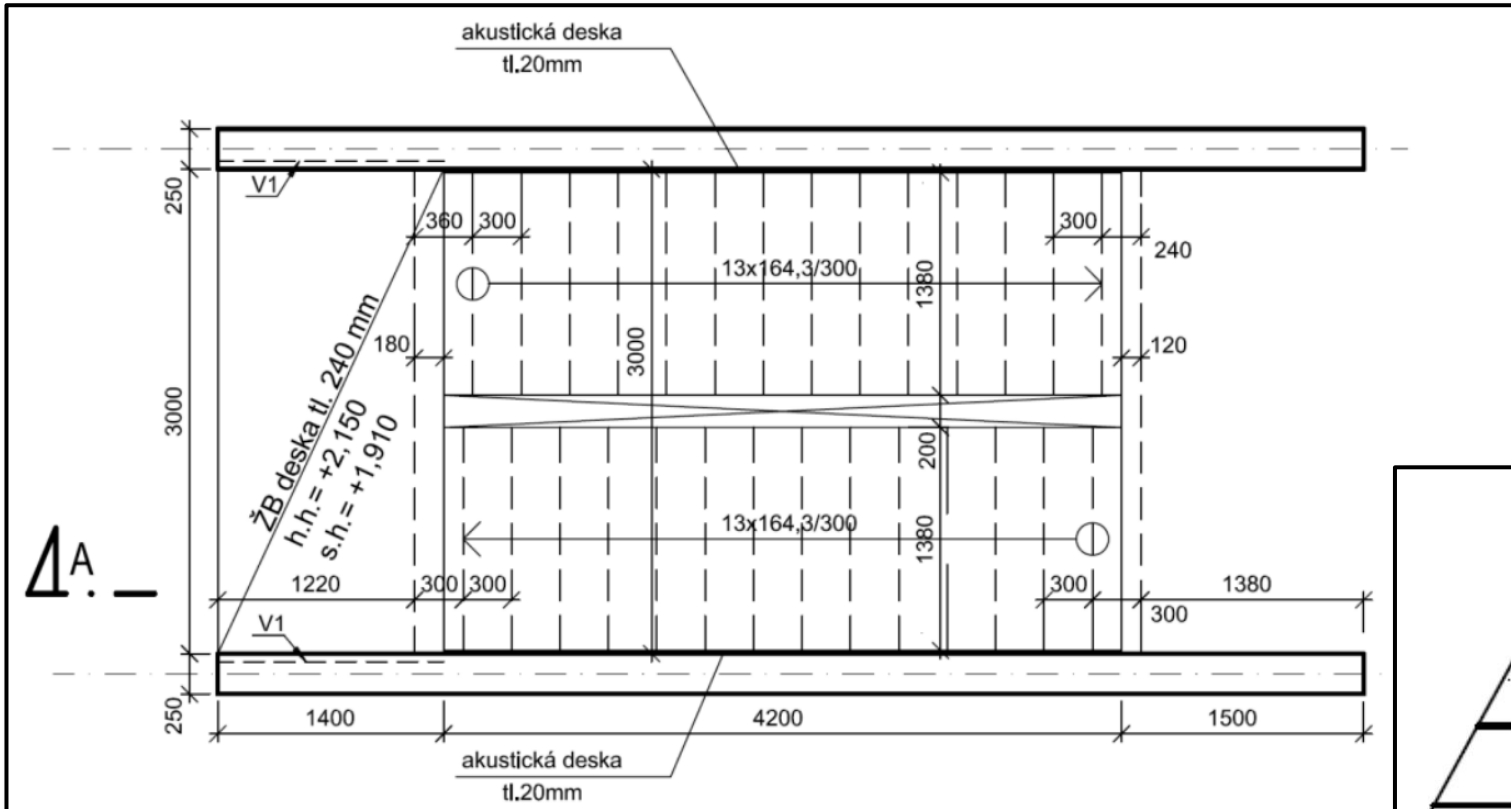 akustická deska
tl.20mm
250
V1
360
300
300
240
13x164,3/300
1380
180
3000
120
3000
ŽB deska tl. 240 mm
h.h.= +2,150
s.h.= +1,910
200
13x164,3/300
1380
A
1220
300
300
300
1380
300
V1
250
1400
4200
1500
akustická deska
tl.20mm